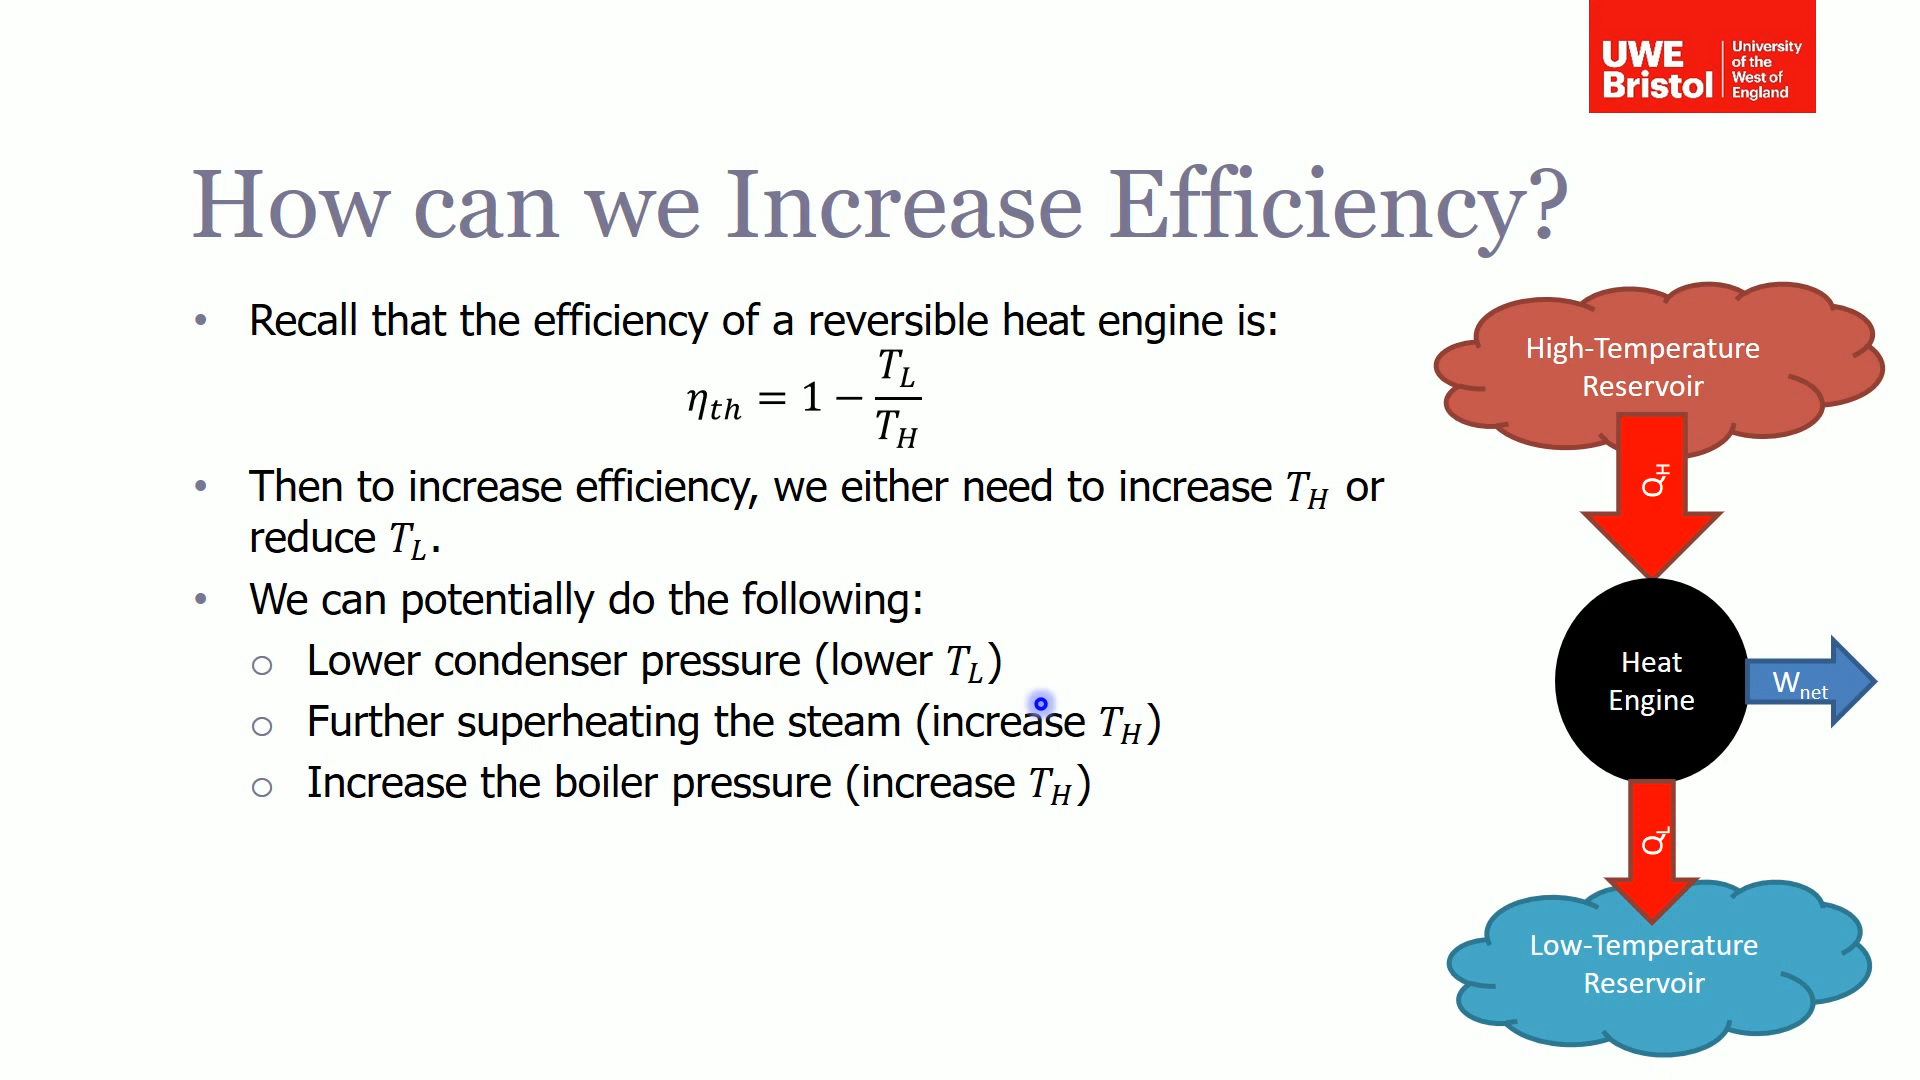 UWE
Bristol
University
of the
West of
England
How can we Increase Efficiency?
• Recall that the efficiency of a reversible heat engine is:
η_th = 1 − T_L / T_H
• Then to increase efficiency, we either need to increase T_H or
reduce T_L.
• We can potentially do the following:
○ Lower condenser pressure (lower T_L)
○ Further superheating the steam (increase T_H)
○ Increase the boiler pressure (increase T_H)
High-Temperature
Reservoir
Q_H
Heat
Engine
W_net
Q_L
Low-Temperature
Reservoir